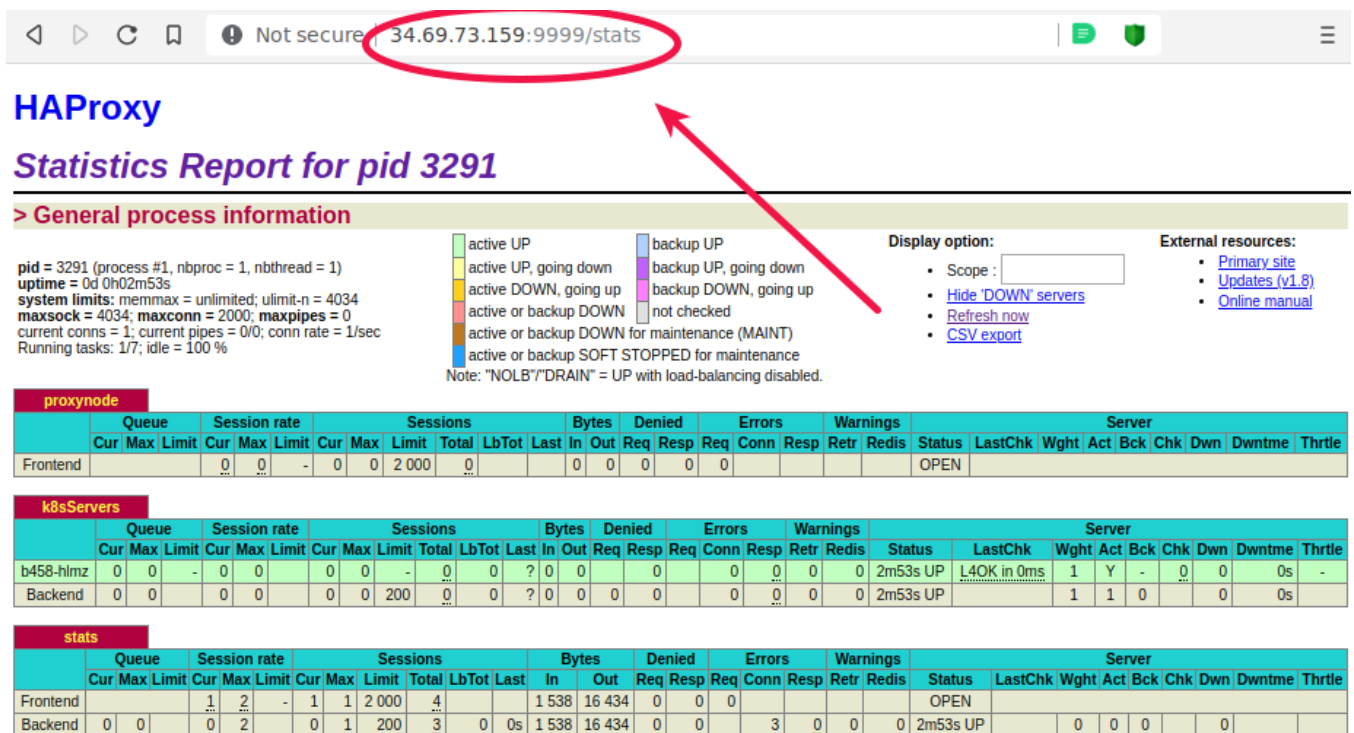 Not secure | 34.69.73.159:9999/stats
HAProxy
Statistics Report for pid 3291
> General process information
pid = 3291 (process #1, nbproc = 1, nbthread = 1)
uptime = 0d 0h02m53s
system limits: memmax = unlimited; ulimit-n = 4034
maxsock = 4034; maxconn = 2000; maxpipes = 0
current conns = 1; current pipes = 0/0; conn rate = 1/sec
Running tasks: 1/7; idle = 100 %
active UP backup UP
active UP, going down backup UP, going down
active DOWN, going up backup DOWN, going up
active or backup DOWN not checked
active or backup DOWN for maintenance (MAINT)
active or backup SOFT STOPPED for maintenance
Note: "NOLB"/"DRAIN" = UP with load-balancing disabled.
Display option:
• Scope :
• Hide 'DOWN' servers
• Refresh now
• CSV export
External resources:
• Primary site
• Updates (v1.8)
• Online manual
proxynode
Queue Session rate Sessions Bytes Denied Errors Warnings Server
Cur Max Limit Cur Max Limit Cur Max Limit Total LbTot Last In Out Req Resp Req Conn Resp Retr Redis Status LastChk Wght Act Bck Chk Dwn Dwntme Thrtle
Frontend 0 0 - 0 0 2 000 0 0 0 0 0 0 OPEN
k8sServers
Queue Session rate Sessions Bytes Denied Errors Warnings Server
Cur Max Limit Cur Max Limit Cur Max Limit Total LbTot Last In Out Req Resp Req Conn Resp Retr Redis Status LastChk Wght Act Bck Chk Dwn Dwntme Thrtle
b458-hlmz 0 0 - 0 0 0 0 - 0 0 ? 0 0 0 0 0 0 0 2m53s UP L4OK in 0ms 1 Y - 0 0 0s -
Backend 0 0 0 0 0 0 200 0 0 ? 0 0 0 0 0 0 0 0 2m53s UP 1 1 0 0 0s
stats
Queue Session rate Sessions Bytes Denied Errors Warnings Server
Cur Max Limit Cur Max Limit Cur Max Limit Total LbTot Last In Out Req Resp Req Conn Resp Retr Redis Status LastChk Wght Act Bck Chk Dwn Dwntme Thrtle
Frontend 1 2 - 1 1 2 000 4 1 538 16 434 0 0 0 OPEN
Backend 0 0 0 2 0 1 200 3 0 0s 1 538 16 434 0 0 3 0 0 0 2m53s UP 0 0 0 0